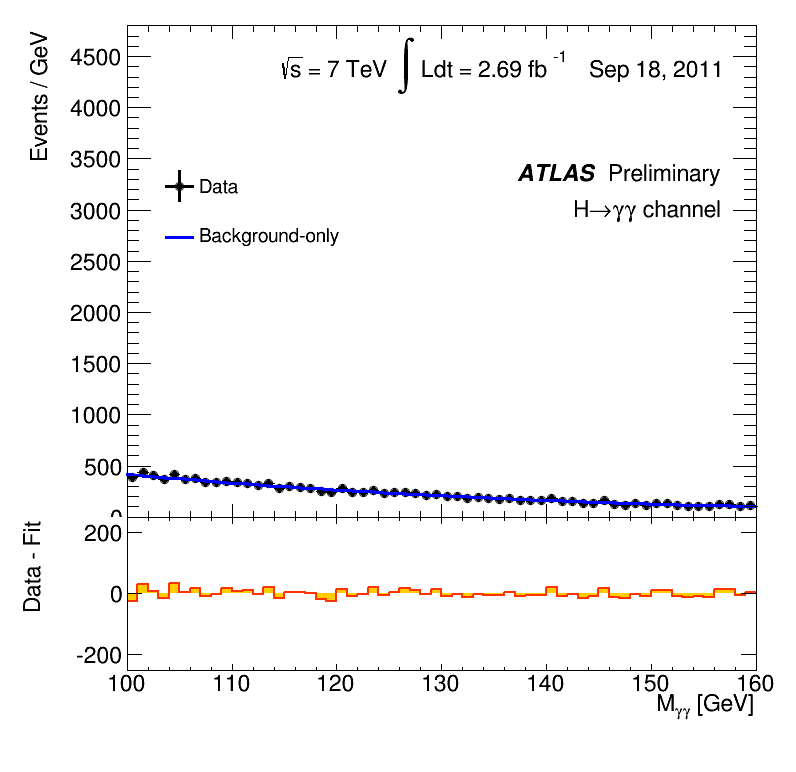 Events / GeV
4500
4000
3500
3000
2500
2000
1500
1000
500
0
√s = 7 TeV ∫ Ldt = 2.69 fb⁻¹ Sep 18, 2011
ATLAS Preliminary
H→γγ channel
Data
Background-only
Data - Fit
200
0
-200
100 110 120 130 140 150 160
Mγγ [GeV]